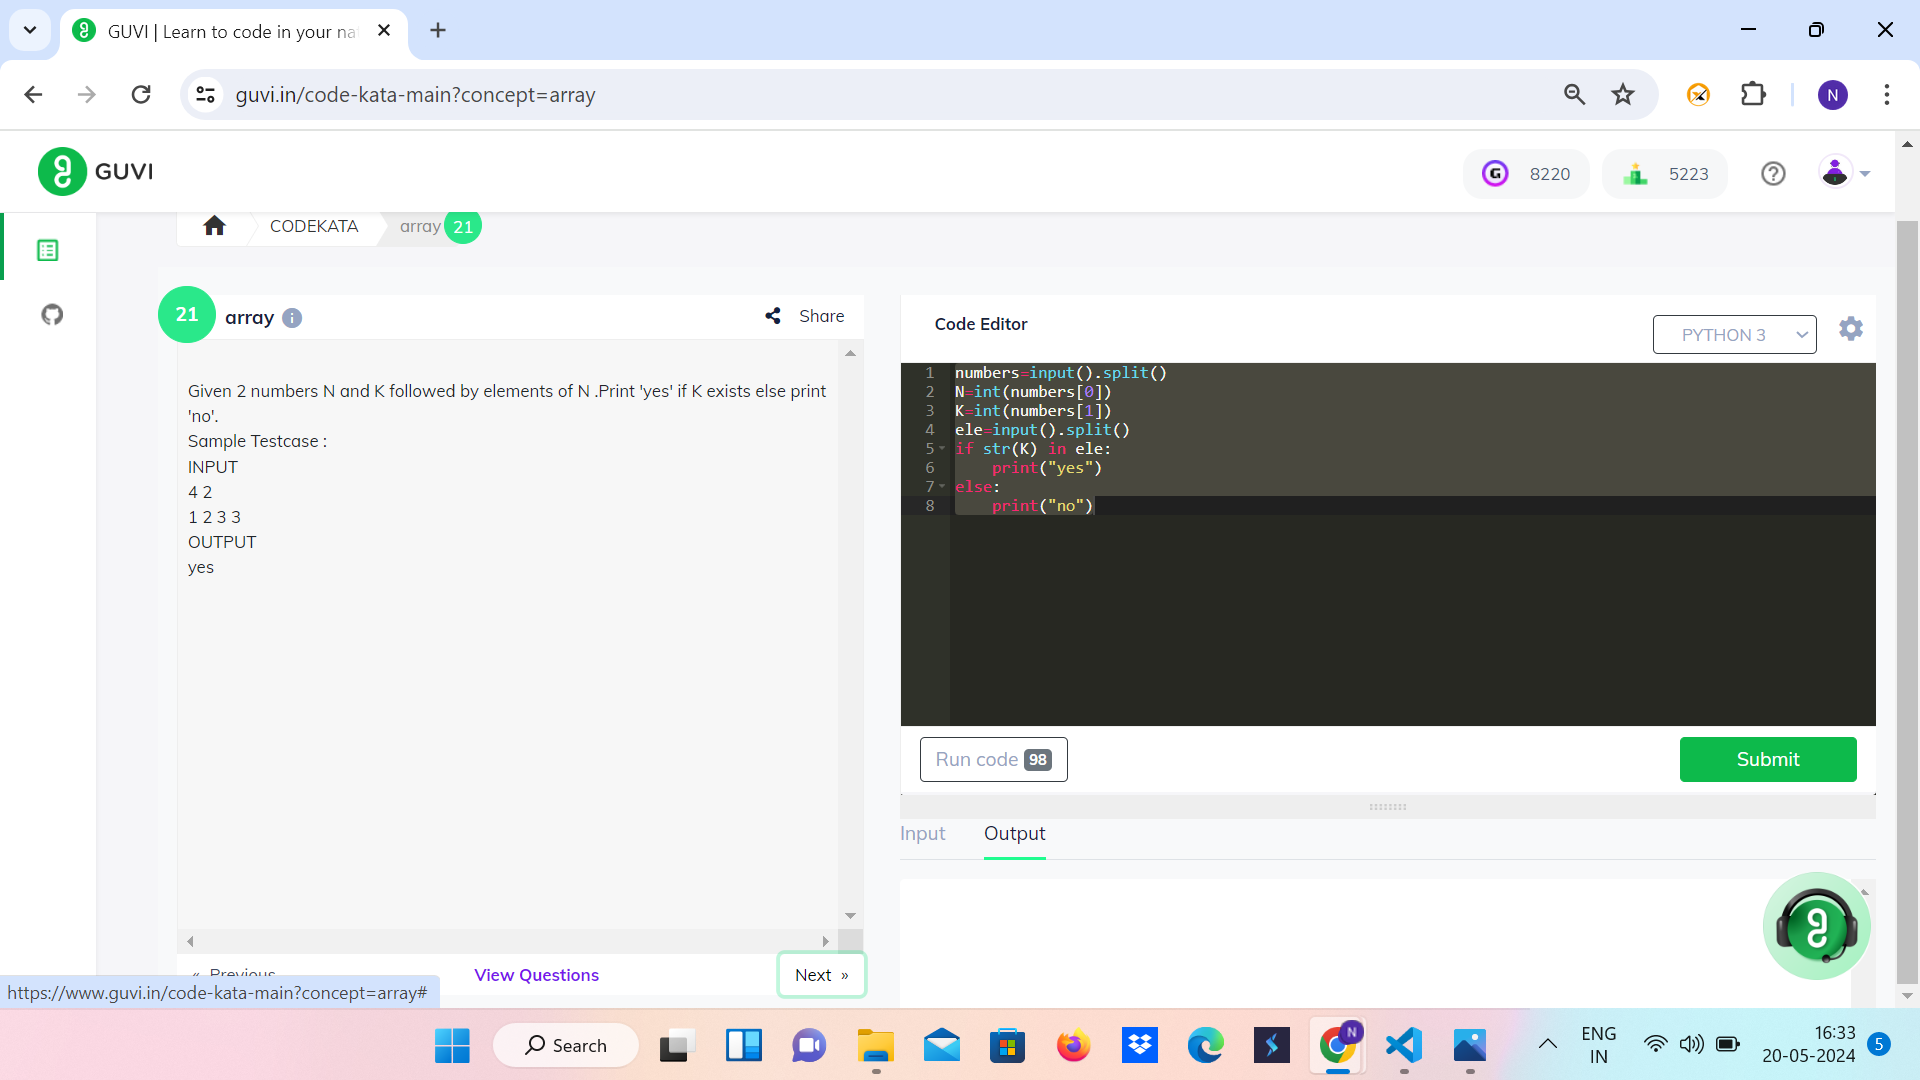 GUVI | Learn to code in your na
guvi.in/code-kata-main?concept=array
N
GUVI
G 8220
5223
CODEKATA
array 21
21 array
Share
Given 2 numbers N and K followed by elements of N .Print 'yes' if K exists else print
'no'.
Sample Testcase :
INPUT
4 2
1 2 3 3
OUTPUT
yes
« Previous
View Questions
Next »
https://www.guvi.in/code-kata-main?concept=array#
Code Editor
PYTHON 3
1 numbers=input().split()
2 N=int(numbers[0])
3 K=int(numbers[1])
4 ele=input().split()
5 if str(K) in ele:
6     print("yes")
7 else:
8     print("no")
Run code 98
Submit
Input
Output
Search
N
ENG
IN
16:33
20-05-2024
5